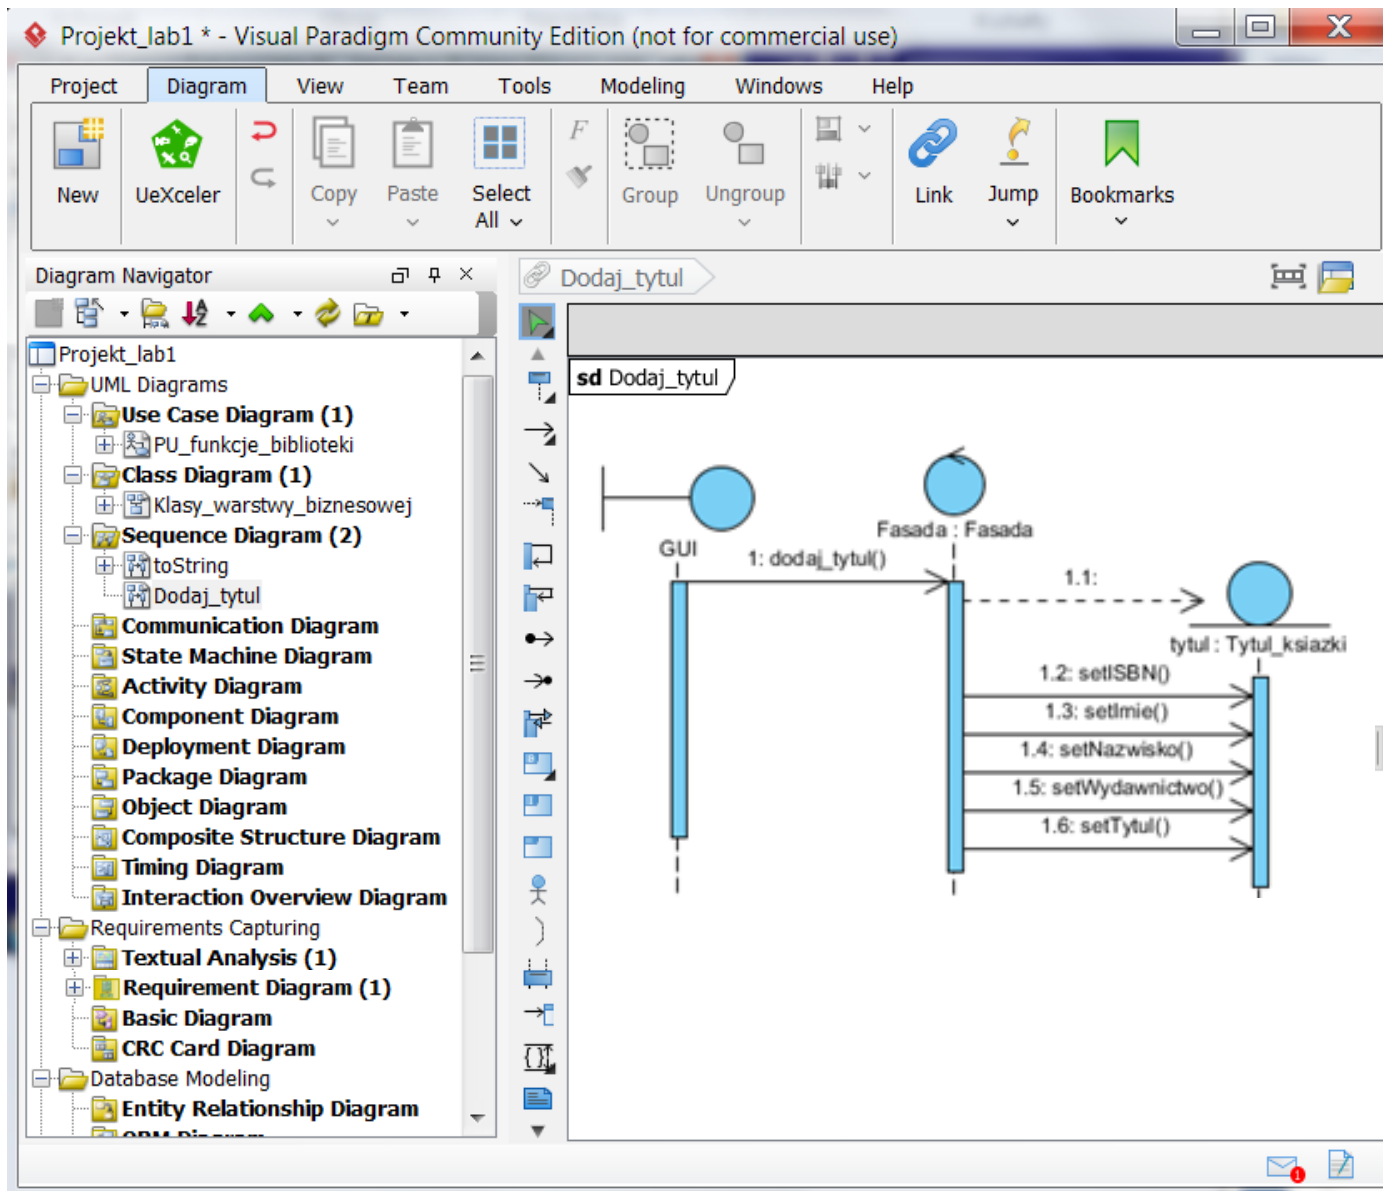 Projekt_lab1 * - Visual Paradigm Community Edition (not for commercial use)
Project Diagram View Team Tools Modeling Windows Help
New UeXceler Copy Paste Select All F Group Ungroup Link Jump Bookmarks
Diagram Navigator
Dodaj_tytul
Projekt_lab1
UML Diagrams
Use Case Diagram (1)
PU_funkcje_biblioteki
Class Diagram (1)
Klasy_warstwy_biznesowej
Sequence Diagram (2)
toString
Dodaj_tytul
Communication Diagram
State Machine Diagram
Activity Diagram
Component Diagram
Deployment Diagram
Package Diagram
Object Diagram
Composite Structure Diagram
Timing Diagram
Interaction Overview Diagram
Requirements Capturing
Textual Analysis (1)
Requirement Diagram (1)
Basic Diagram
CRC Card Diagram
Database Modeling
Entity Relationship Diagram
sd Dodaj_tytul
GUI
Fasada : Fasada
1: dodaj_tytul()
1.1:
tytul : Tytul_ksiazki
1.2: setISBN()
1.3: setImie()
1.4: setNazwisko()
1.5: setWydawnictwo()
1.6: setTytul()
1